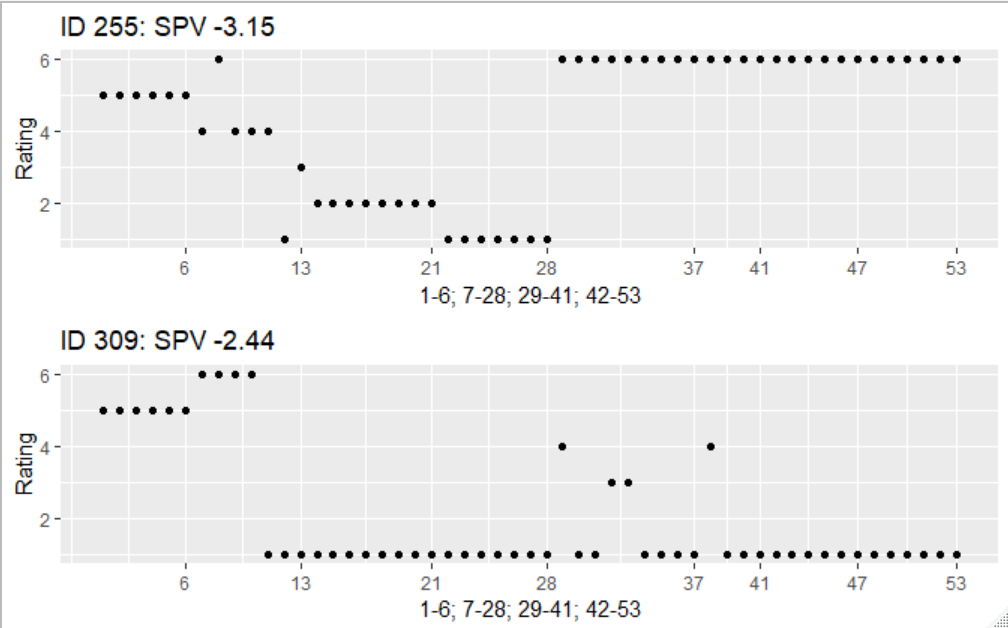 ID 255: SPV -3.15
6
4
2
Rating
6 13 21 28 37 41 47 53
1-6; 7-28; 29-41; 42-53
ID 309: SPV -2.44
6
4
2
Rating
6 13 21 28 37 41 47 53
1-6; 7-28; 29-41; 42-53